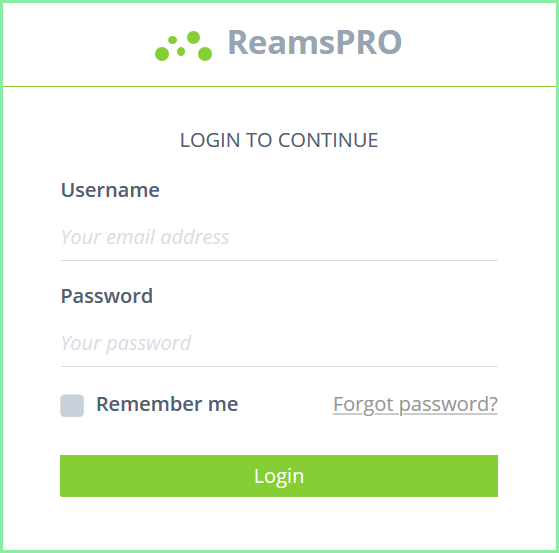 ReamsPRO
LOGIN TO CONTINUE
Username
Your email address
Password
Your password
Remember me Forgot password?
Login